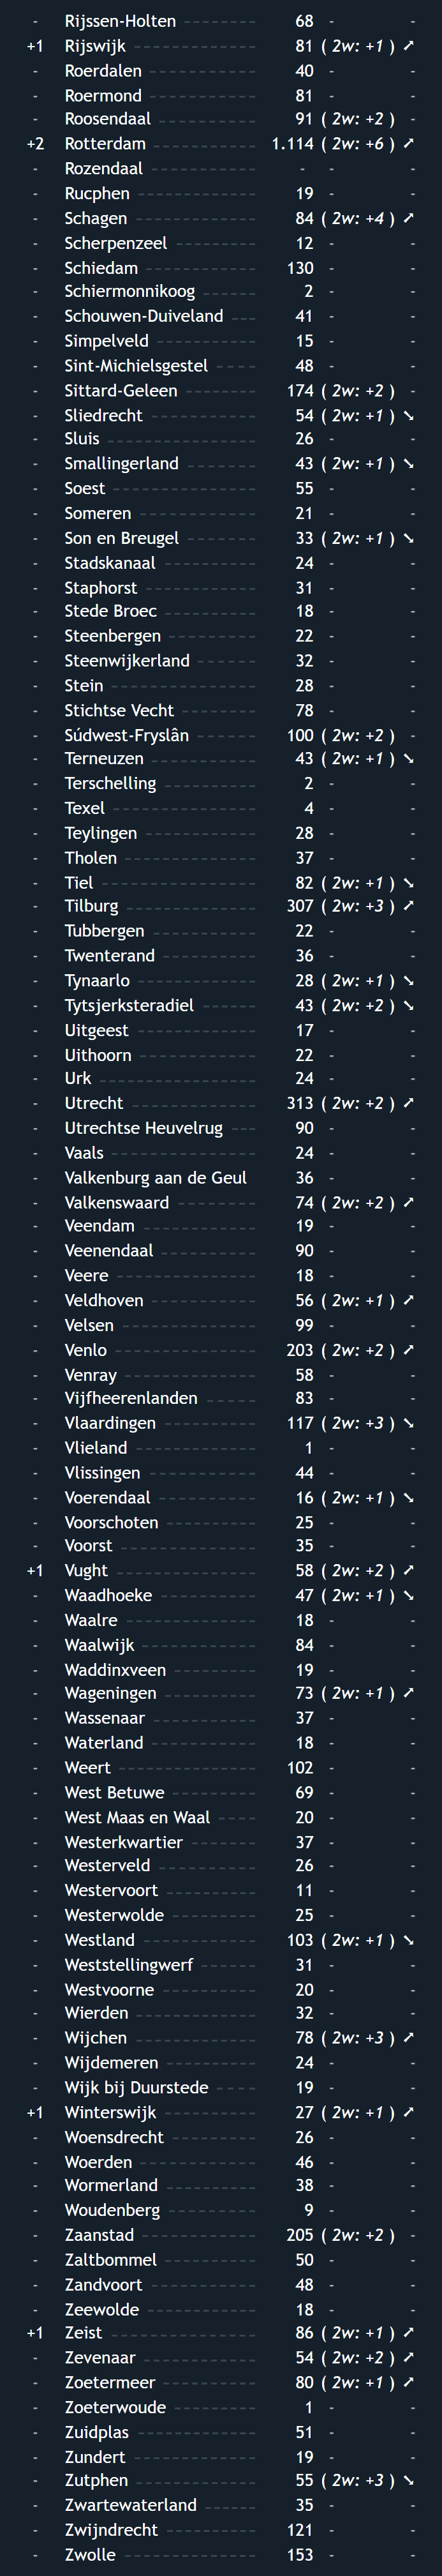 - Rijssen-Holten 68 - -
+1 Rijswijk 81 ( 2w: +1 ) ➚
- Roerdalen 40 - -
- Roermond 81 - -
- Roosendaal 91 ( 2w: +2 ) -
+2 Rotterdam 1.114 ( 2w: +6 ) ➚
- Rozendaal - - -
- Rucphen 19 - -
- Schagen 84 ( 2w: +4 ) ➚
- Scherpenzeel 12 - -
- Schiedam 130 - -
- Schiermonnikoog 2 - -
- Schouwen-Duiveland 41 - -
- Simpelveld 15 - -
- Sint-Michielsgestel 48 - -
- Sittard-Geleen 174 ( 2w: +2 ) -
- Sliedrecht 54 ( 2w: +1 ) ➘
- Sluis 26 - -
- Smallingerland 43 ( 2w: +1 ) ➘
- Soest 55 - -
- Someren 21 - -
- Son en Breugel 33 ( 2w: +1 ) ➘
- Stadskanaal 24 - -
- Staphorst 31 - -
- Stede Broec 18 - -
- Steenbergen 22 - -
- Steenwijkerland 32 - -
- Stein 28 - -
- Stichtse Vecht 78 - -
- Súdwest-Fryslân 100 ( 2w: +2 ) -
- Terneuzen 43 ( 2w: +1 ) ➘
- Terschelling 2 - -
- Texel 4 - -
- Teylingen 28 - -
- Tholen 37 - -
- Tiel 82 ( 2w: +1 ) ➘
- Tilburg 307 ( 2w: +3 ) ➚
- Tubbergen 22 - -
- Twenterand 36 - -
- Tynaarlo 28 ( 2w: +1 ) ➘
- Tytsjerksteradiel 43 ( 2w: +2 ) ➘
- Uitgeest 17 - -
- Uithoorn 22 - -
- Urk 24 - -
- Utrecht 313 ( 2w: +2 ) ➚
- Utrechtse Heuvelrug 90 - -
- Vaals 24 - -
- Valkenburg aan de Geul 36 - -
- Valkenswaard 74 ( 2w: +2 ) ➚
- Veendam 19 - -
- Veenendaal 90 - -
- Veere 18 - -
- Veldhoven 56 ( 2w: +1 ) ➚
- Velsen 99 - -
- Venlo 203 ( 2w: +2 ) ➚
- Venray 58 - -
- Vijfheerenlanden 83 - -
- Vlaardingen 117 ( 2w: +3 ) ➘
- Vlieland 1 - -
- Vlissingen 44 - -
- Voerendaal 16 ( 2w: +1 ) ➘
- Voorschoten 25 - -
- Voorst 35 - -
+1 Vught 58 ( 2w: +2 ) ➚
- Waadhoeke 47 ( 2w: +1 ) ➘
- Waalre 18 - -
- Waalwijk 84 - -
- Waddinxveen 19 - -
- Wageningen 73 ( 2w: +1 ) ➚
- Wassenaar 37 - -
- Waterland 18 - -
- Weert 102 - -
- West Betuwe 69 - -
- West Maas en Waal 20 - -
- Westerkwartier 37 - -
- Westerveld 26 - -
- Westervoort 11 - -
- Westerwolde 25 - -
- Westland 103 ( 2w: +1 ) ➘
- Weststellingwerf 31 - -
- Westvoorne 20 - -
- Wierden 32 - -
- Wijchen 78 ( 2w: +3 ) ➚
- Wijdemeren 24 - -
- Wijk bij Duurstede 19 - -
+1 Winterswijk 27 ( 2w: +1 ) ➚
- Woensdrecht 26 - -
- Woerden 46 - -
- Wormerland 38 - -
- Woudenberg 9 - -
- Zaanstad 205 ( 2w: +2 ) -
- Zaltbommel 50 - -
- Zandvoort 48 - -
- Zeewolde 18 - -
+1 Zeist 86 ( 2w: +1 ) ➚
- Zevenaar 54 ( 2w: +2 ) ➚
- Zoetermeer 80 ( 2w: +1 ) ➚
- Zoeterwoude 1 - -
- Zuidplas 51 - -
- Zundert 19 - -
- Zutphen 55 ( 2w: +3 ) ➘
- Zwartewaterland 35 - -
- Zwijndrecht 121 - -
- Zwolle 153 - -